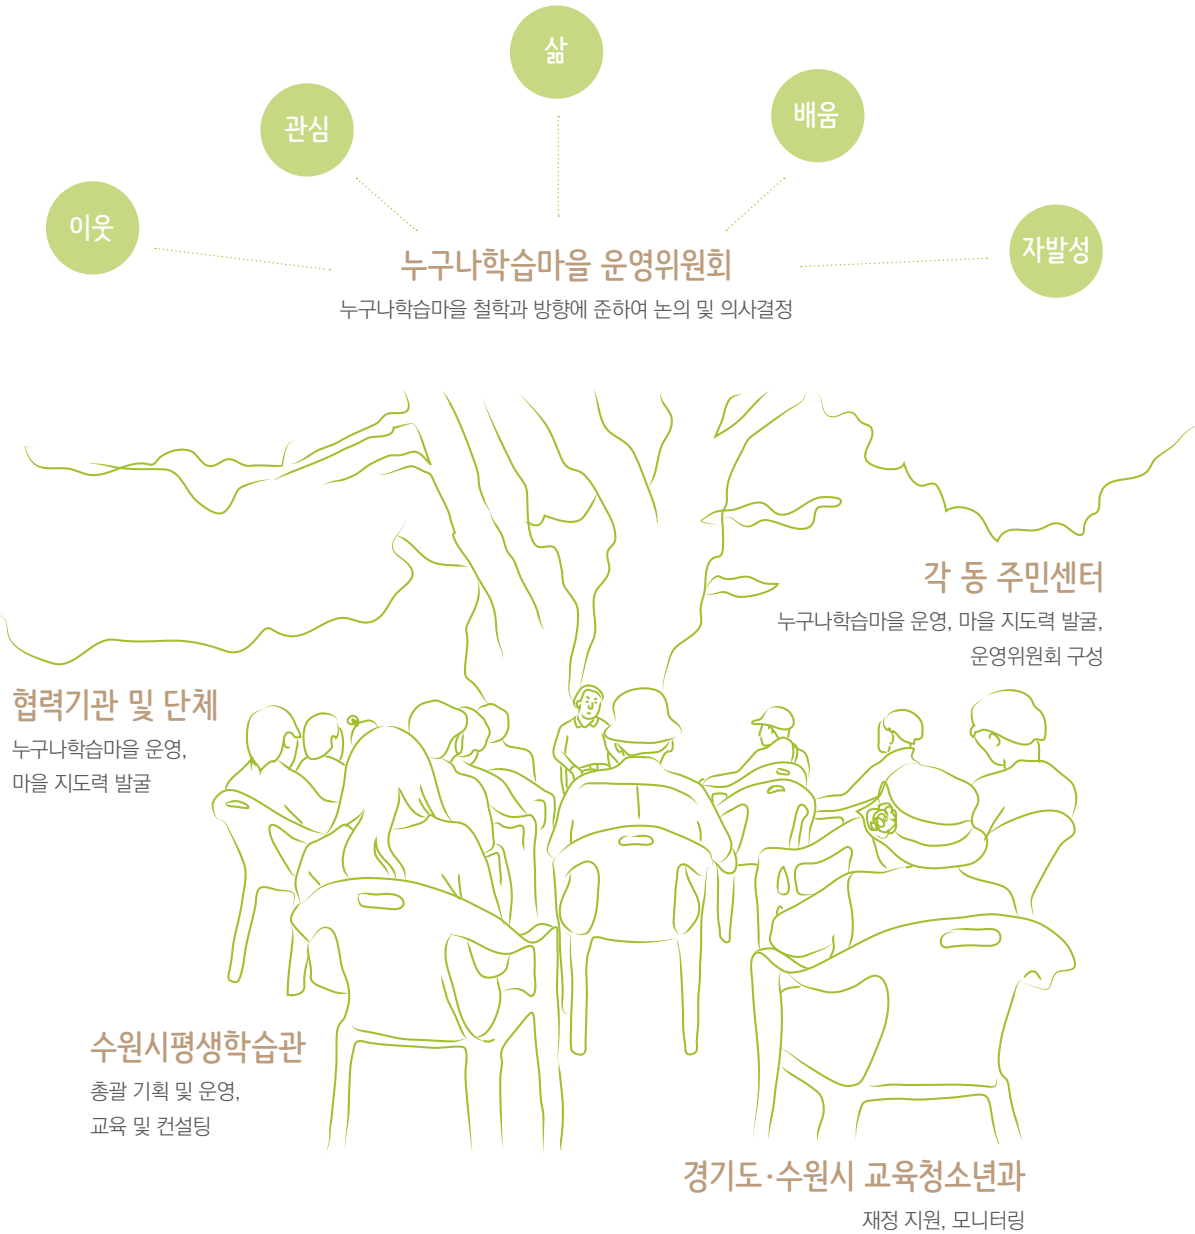 삶
관심
배움
이웃
자발성
누구나학습마을 운영위원회
누구나학습마을 철학과 방향에 준하여 논의 및 의사결정
각 동 주민센터
누구나학습마을 운영, 마을 지도력 발굴,
운영위원회 구성
협력기관 및 단체
누구나학습마을 운영,
마을 지도력 발굴
수원시평생학습관
총괄 기획 및 운영,
교육 및 컨설팅
경기도·수원시 교육청소년과
재정 지원, 모니터링